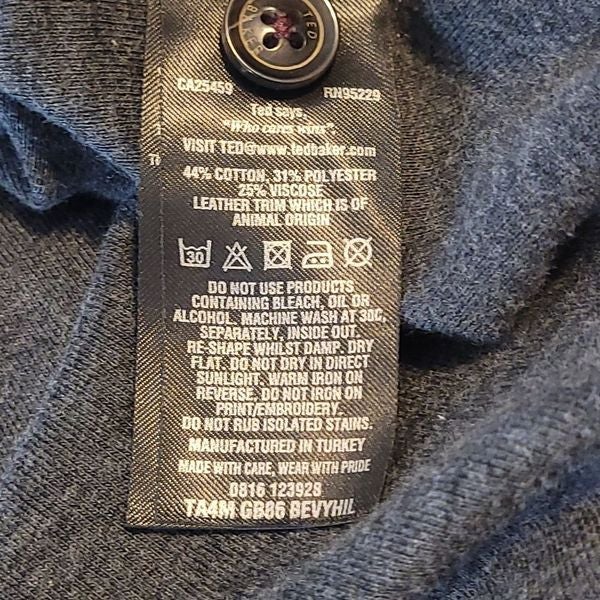 TED
BAKER
CA25459 RN95229
Ted says,
"Who cares wins".
VISIT TED@www.tedbaker.com
44% COTTON, 31% POLYESTER
25% VISCOSE
LEATHER TRIM WHICH IS OF
ANIMAL ORIGIN
30
DO NOT USE PRODUCTS
CONTAINING BLEACH, OIL OR
ALCOHOL. MACHINE WASH AT 30C,
SEPARATELY, INSIDE OUT.
RE-SHAPE WHILST DAMP. DRY
FLAT. DO NOT DRY IN DIRECT
SUNLIGHT. WARM IRON ON
REVERSE. DO NOT IRON ON
PRINT/EMBROIDERY.
DO NOT RUB ISOLATED STAINS.
MANUFACTURED IN TURKEY
MADE WITH CARE, WEAR WITH PRIDE
0816 123928
TA4M GB86 BEVYHIL